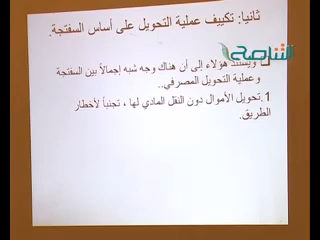 ثانيا: تكييف عملية التحويل على أساس السفتجة.
ويستند هؤلاء إلى أن هناك وجه شبه إجمالاً بين السفتجة
وعملية التحويل المصرفي..
1.تحويل الأموال دون النقل المادي لها ، تجنباً لأخطار
الطريق.